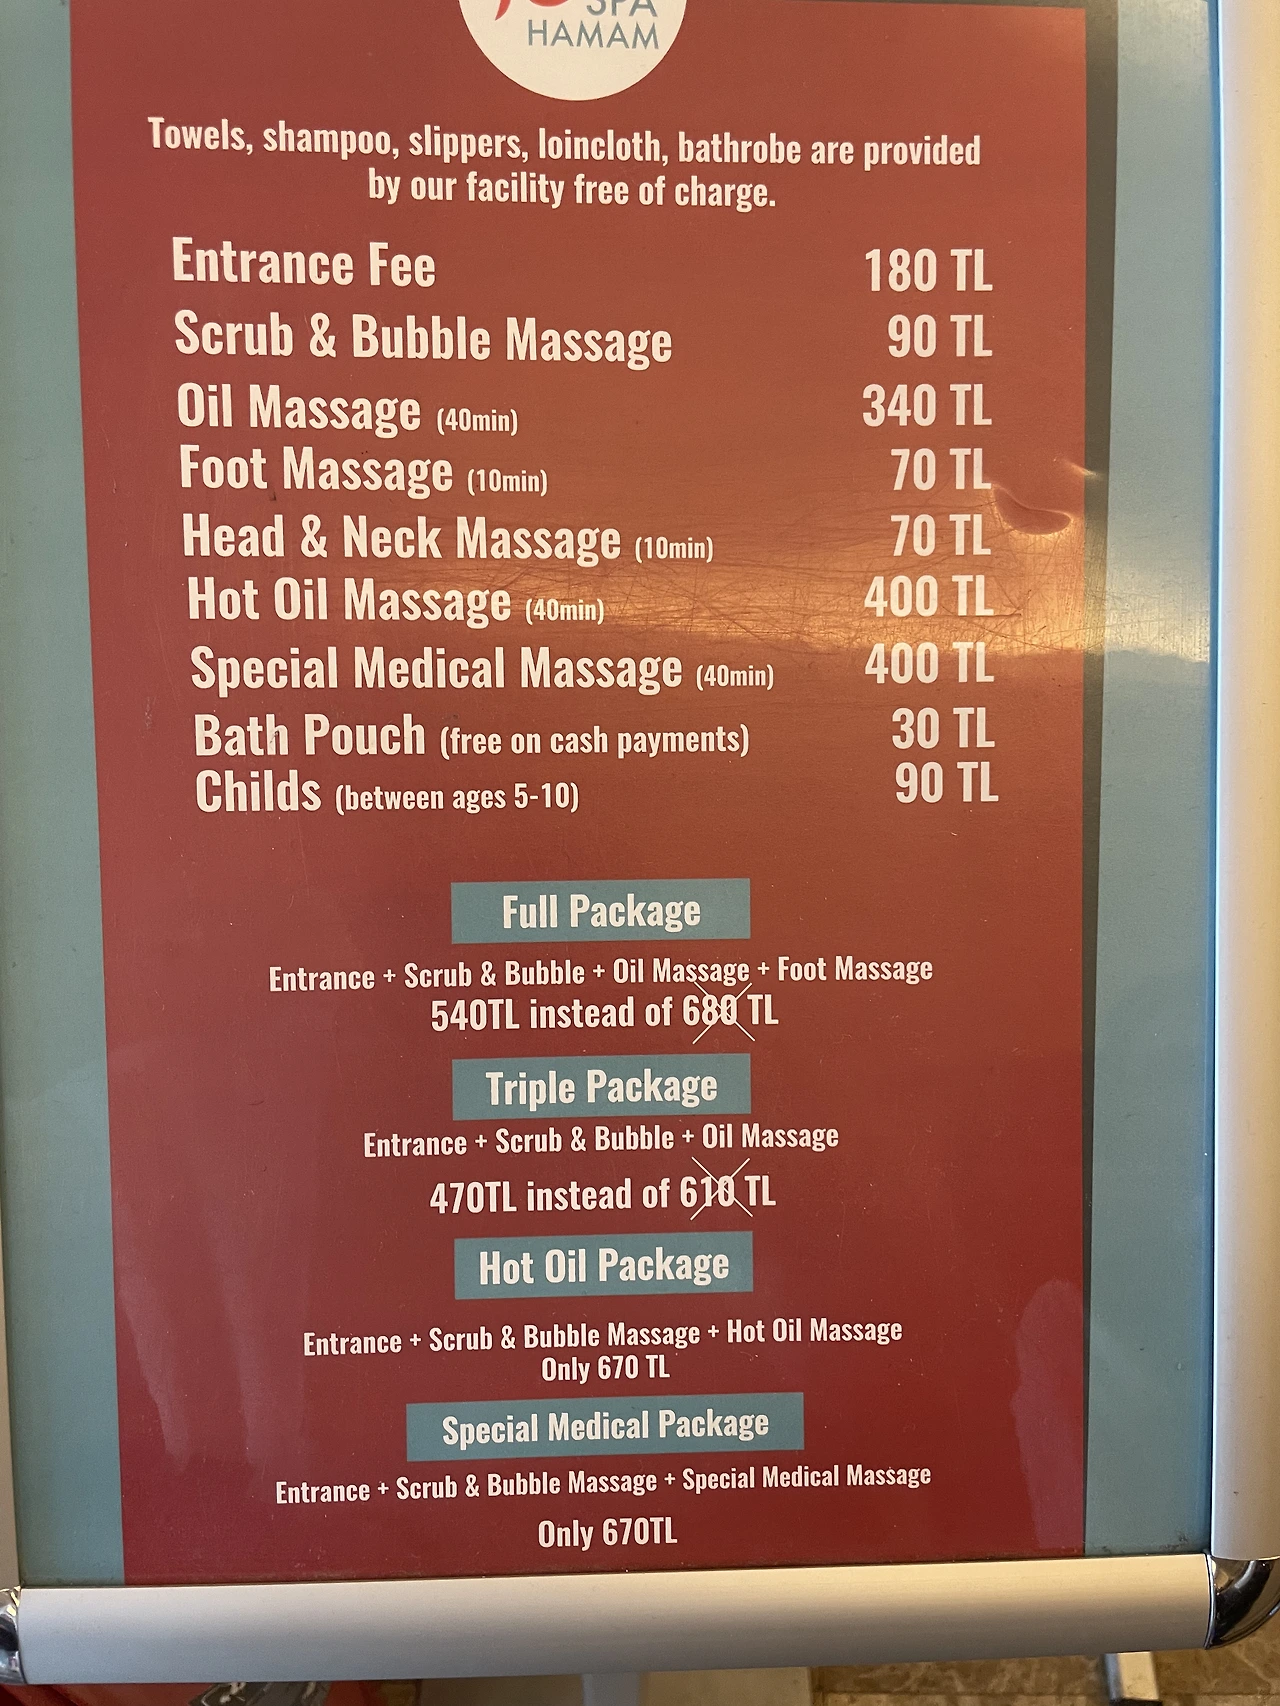 SPA
HAMAM
Towels, shampoo, slippers, loincloth, bathrobe are provided
by our facility free of charge.
Entrance Fee 180 TL
Scrub & Bubble Massage 90 TL
Oil Massage (40min) 340 TL
Foot Massage (10min) 70 TL
Head & Neck Massage (10min) 70 TL
Hot Oil Massage (40min) 400 TL
Special Medical Massage (40min) 400 TL
Bath Pouch (free on cash payments) 30 TL
Childs (between ages 5-10) 90 TL
Full Package
Entrance + Scrub & Bubble + Oil Massage + Foot Massage
540TL instead of 680 TL
Triple Package
Entrance + Scrub & Bubble + Oil Massage
470TL instead of 610 TL
Hot Oil Package
Entrance + Scrub & Bubble Massage + Hot Oil Massage
Only 670 TL
Special Medical Package
Entrance + Scrub & Bubble Massage + Special Medical Massage
Only 670TL